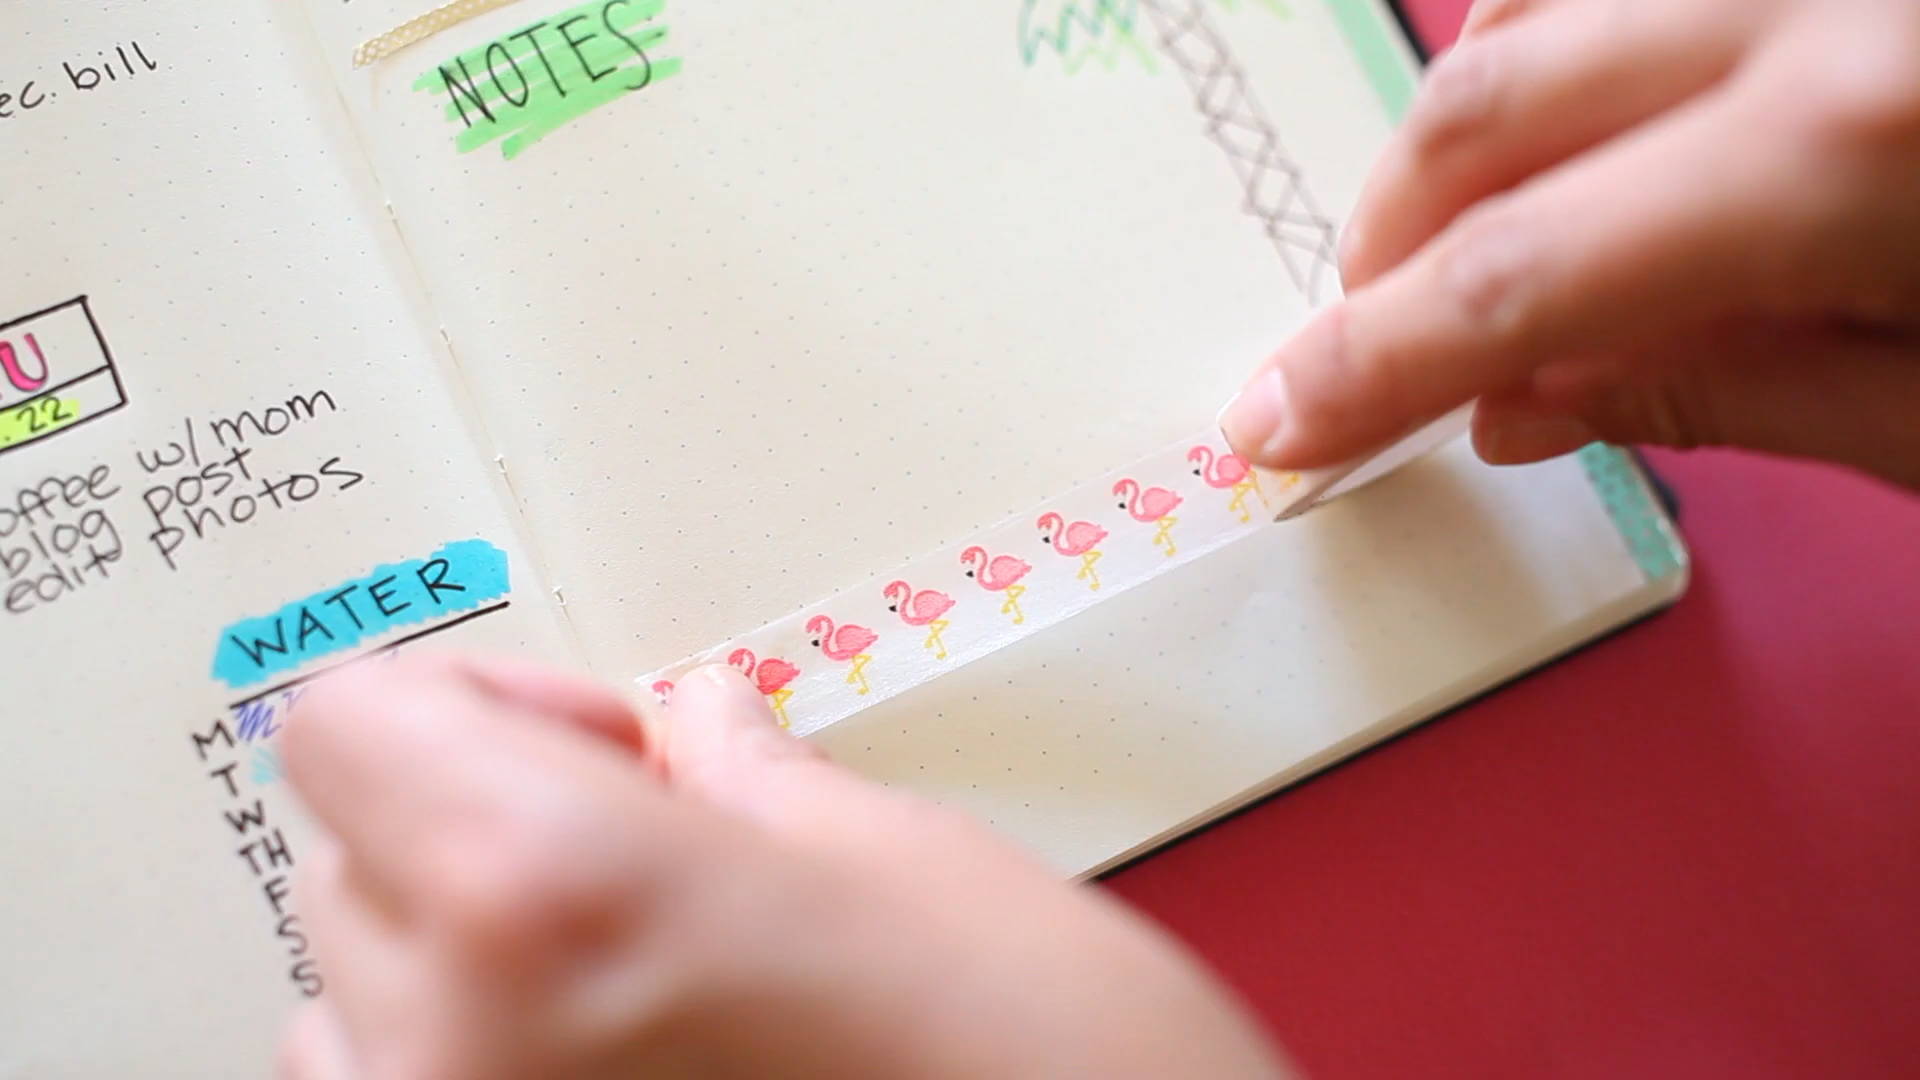 ec. bill
NOTES
U
. 22
offee w/ mom
blog post
edit photos
WATER
M
T
W
TH
F
S
S